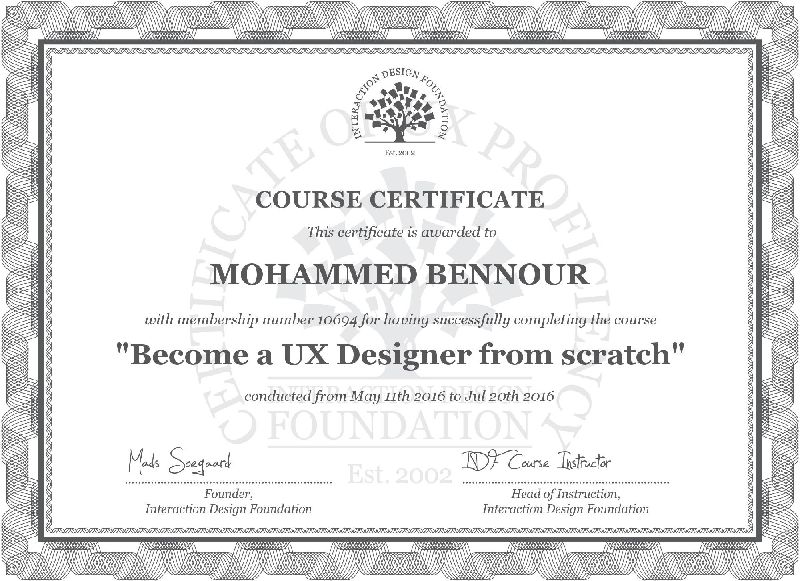 INTERACTION DESIGN FOUNDATION
Est. 2002
CERTIFICATE OF UX PROFICIENCY
COURSE CERTIFICATE
This certificate is awarded to
MOHAMMED BENNOUR
with membership number 10694 for having successfully completing the course
"Become a UX Designer from scratch"
conducted from May 11th 2016 to Jul 20th 2016
INTERACTION DESIGN
FOUNDATION
Est. 2002
Mads Soegaard
IDF Course Instructor
Founder,
Interaction Design Foundation
Head of Instruction,
Interaction Design Foundation